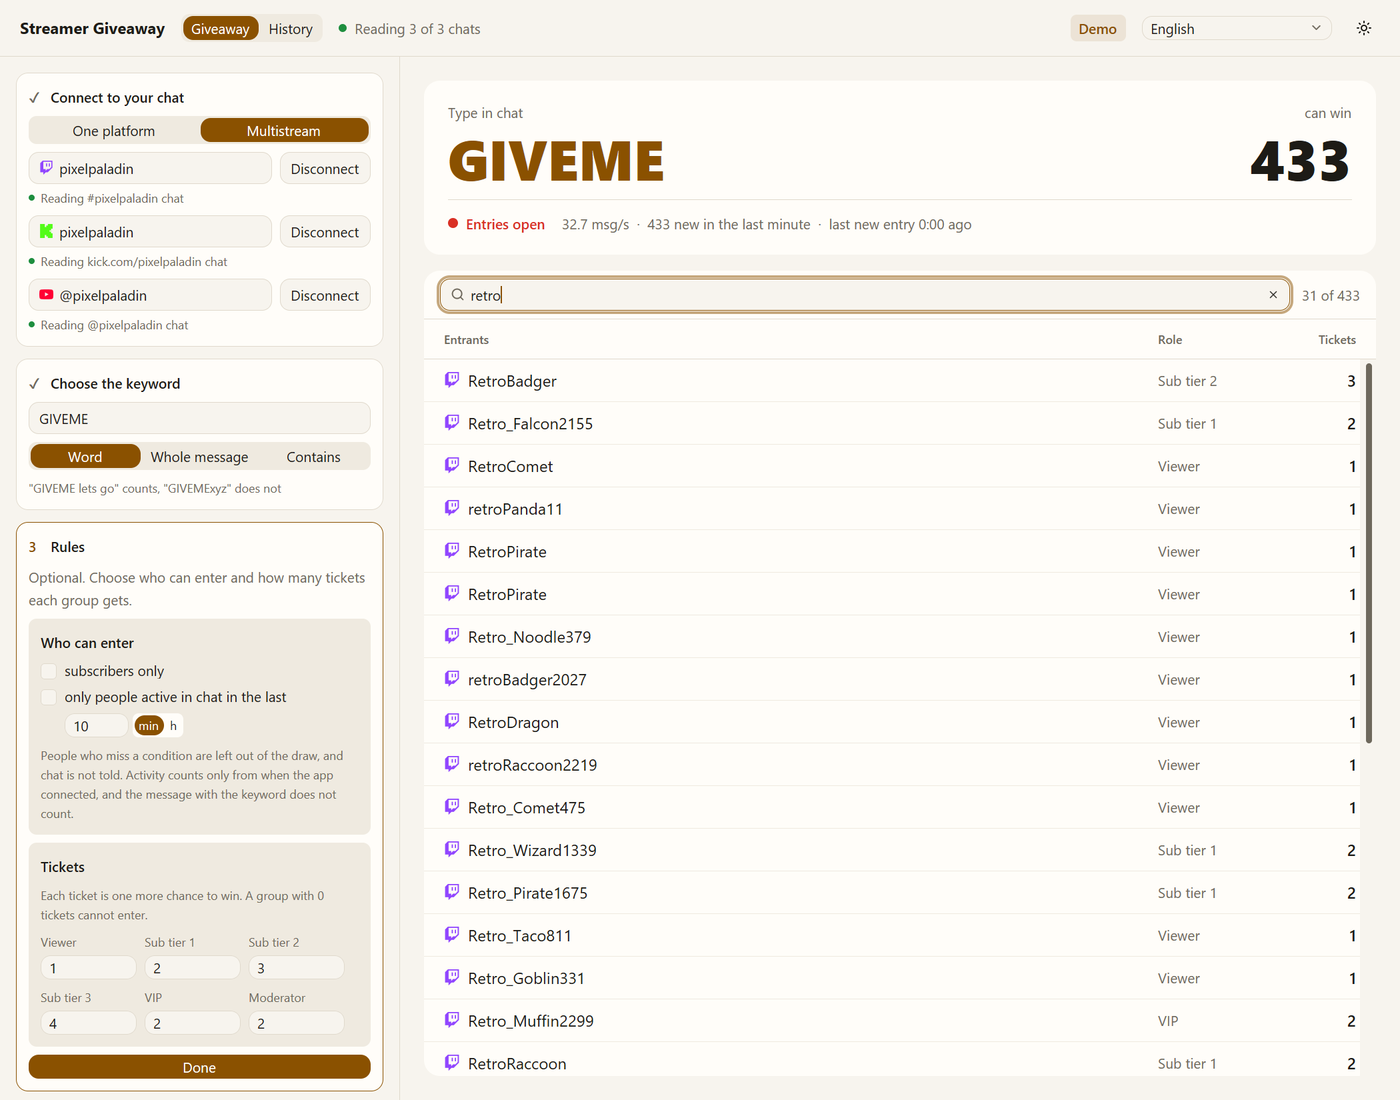 Streamer Giveaway
Giveaway
History
Reading 3 of 3 chats
Demo
English
✓ Connect to your chat
One platform
Multistream
pixelpaladin
Disconnect
Reading #pixelpaladin chat
pixelpaladin
Disconnect
Reading kick.com/pixelpaladin chat
@pixelpaladin
Disconnect
Reading @pixelpaladin chat
✓ Choose the keyword
GIVEME
Word
Whole message
Contains
"GIVEME lets go" counts, "GIVEMExyz" does not
3 Rules
Optional. Choose who can enter and how many tickets
each group gets.
Who can enter
subscribers only
only people active in chat in the last
10 min h
People who miss a condition are left out of the draw, and
chat is not told. Activity counts only from when the app
connected, and the message with the keyword does not
count.
Tickets
Each ticket is one more chance to win. A group with 0
tickets cannot enter.
Viewer Sub tier 1 Sub tier 2
1 2 3
Sub tier 3 VIP Moderator
4 2 2
Done
Type in chat
can win
GIVEME
433
Entries open 32.7 msg/s · 433 new in the last minute · last new entry 0:00 ago
retro
31 of 433
Entrants Role Tickets
RetroBadger Sub tier 2 3
Retro_Falcon2155 Sub tier 1 2
RetroComet Viewer 1
retroPanda11 Viewer 1
RetroPirate Viewer 1
RetroPirate Viewer 1
Retro_Noodle379 Viewer 1
retroBadger2027 Viewer 1
RetroDragon Viewer 1
retroRaccoon2219 Viewer 1
Retro_Comet475 Viewer 1
Retro_Wizard1339 Sub tier 1 2
Retro_Pirate1675 Sub tier 1 2
Retro_Taco811 Viewer 1
Retro_Goblin331 Viewer 1
Retro_Muffin2299 VIP 2
RetroRaccoon Sub tier 1 2